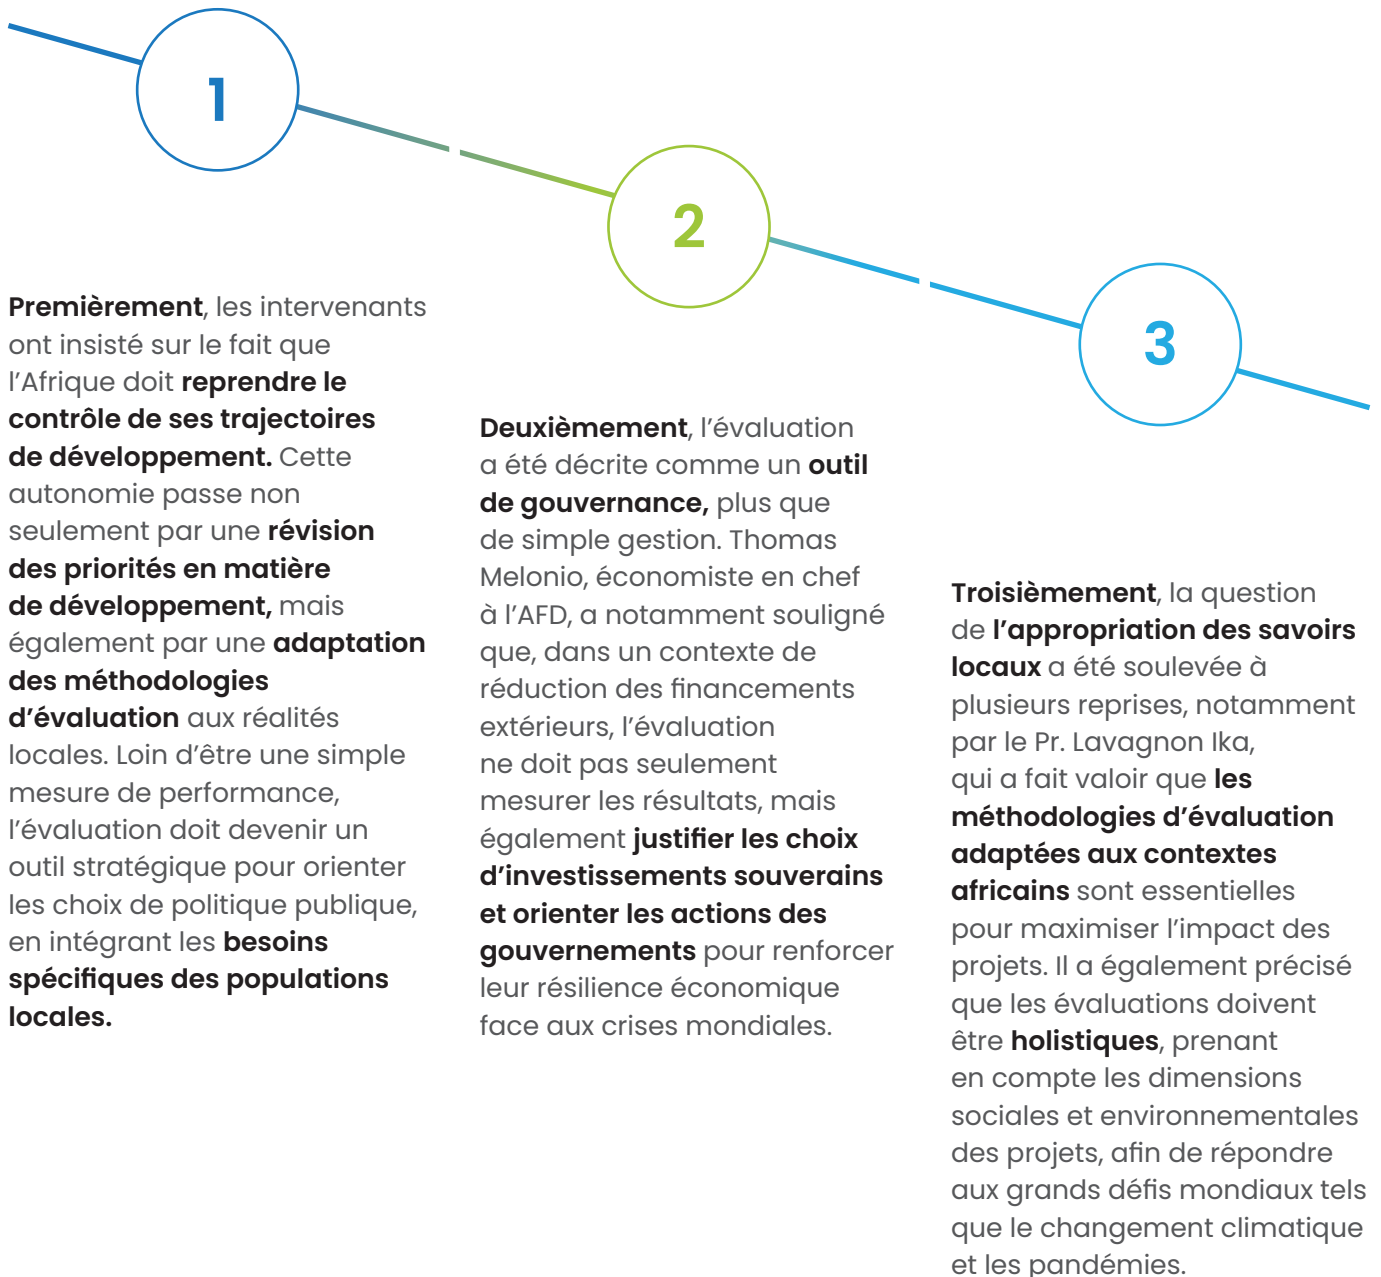 1
Premièrement, les intervenants
ont insisté sur le fait que
l’Afrique doit reprendre le
contrôle de ses trajectoires
de développement. Cette
autonomie passe non
seulement par une révision
des priorités en matière
de développement, mais
également par une adaptation
des méthodologies
d’évaluation aux réalités
locales. Loin d’être une simple
mesure de performance,
l’évaluation doit devenir un
outil stratégique pour orienter
les choix de politique publique,
en intégrant les besoins
spécifiques des populations
locales.
2
Deuxièmement, l’évaluation
a été décrite comme un outil
de gouvernance, plus que
de simple gestion. Thomas
Melonio, économiste en chef
à l’AFD, a notamment souligné
que, dans un contexte de
réduction des financements
extérieurs, l’évaluation
ne doit pas seulement
mesurer les résultats, mais
également justifier les choix
d’investissements souverains
et orienter les actions des
gouvernements pour renforcer
leur résilience économique
face aux crises mondiales.
3
Troisièmement, la question
de l’appropriation des savoirs
locaux a été soulevée à
plusieurs reprises, notamment
par le Pr. Lavagnon Ika,
qui a fait valoir que les
méthodologies d’évaluation
adaptées aux contextes
africains sont essentielles
pour maximiser l’impact des
projets. Il a également précisé
que les évaluations doivent
être holistiques, prenant
en compte les dimensions
sociales et environnementales
des projets, afin de répondre
aux grands défis mondiaux tels
que le changement climatique
et les pandémies.